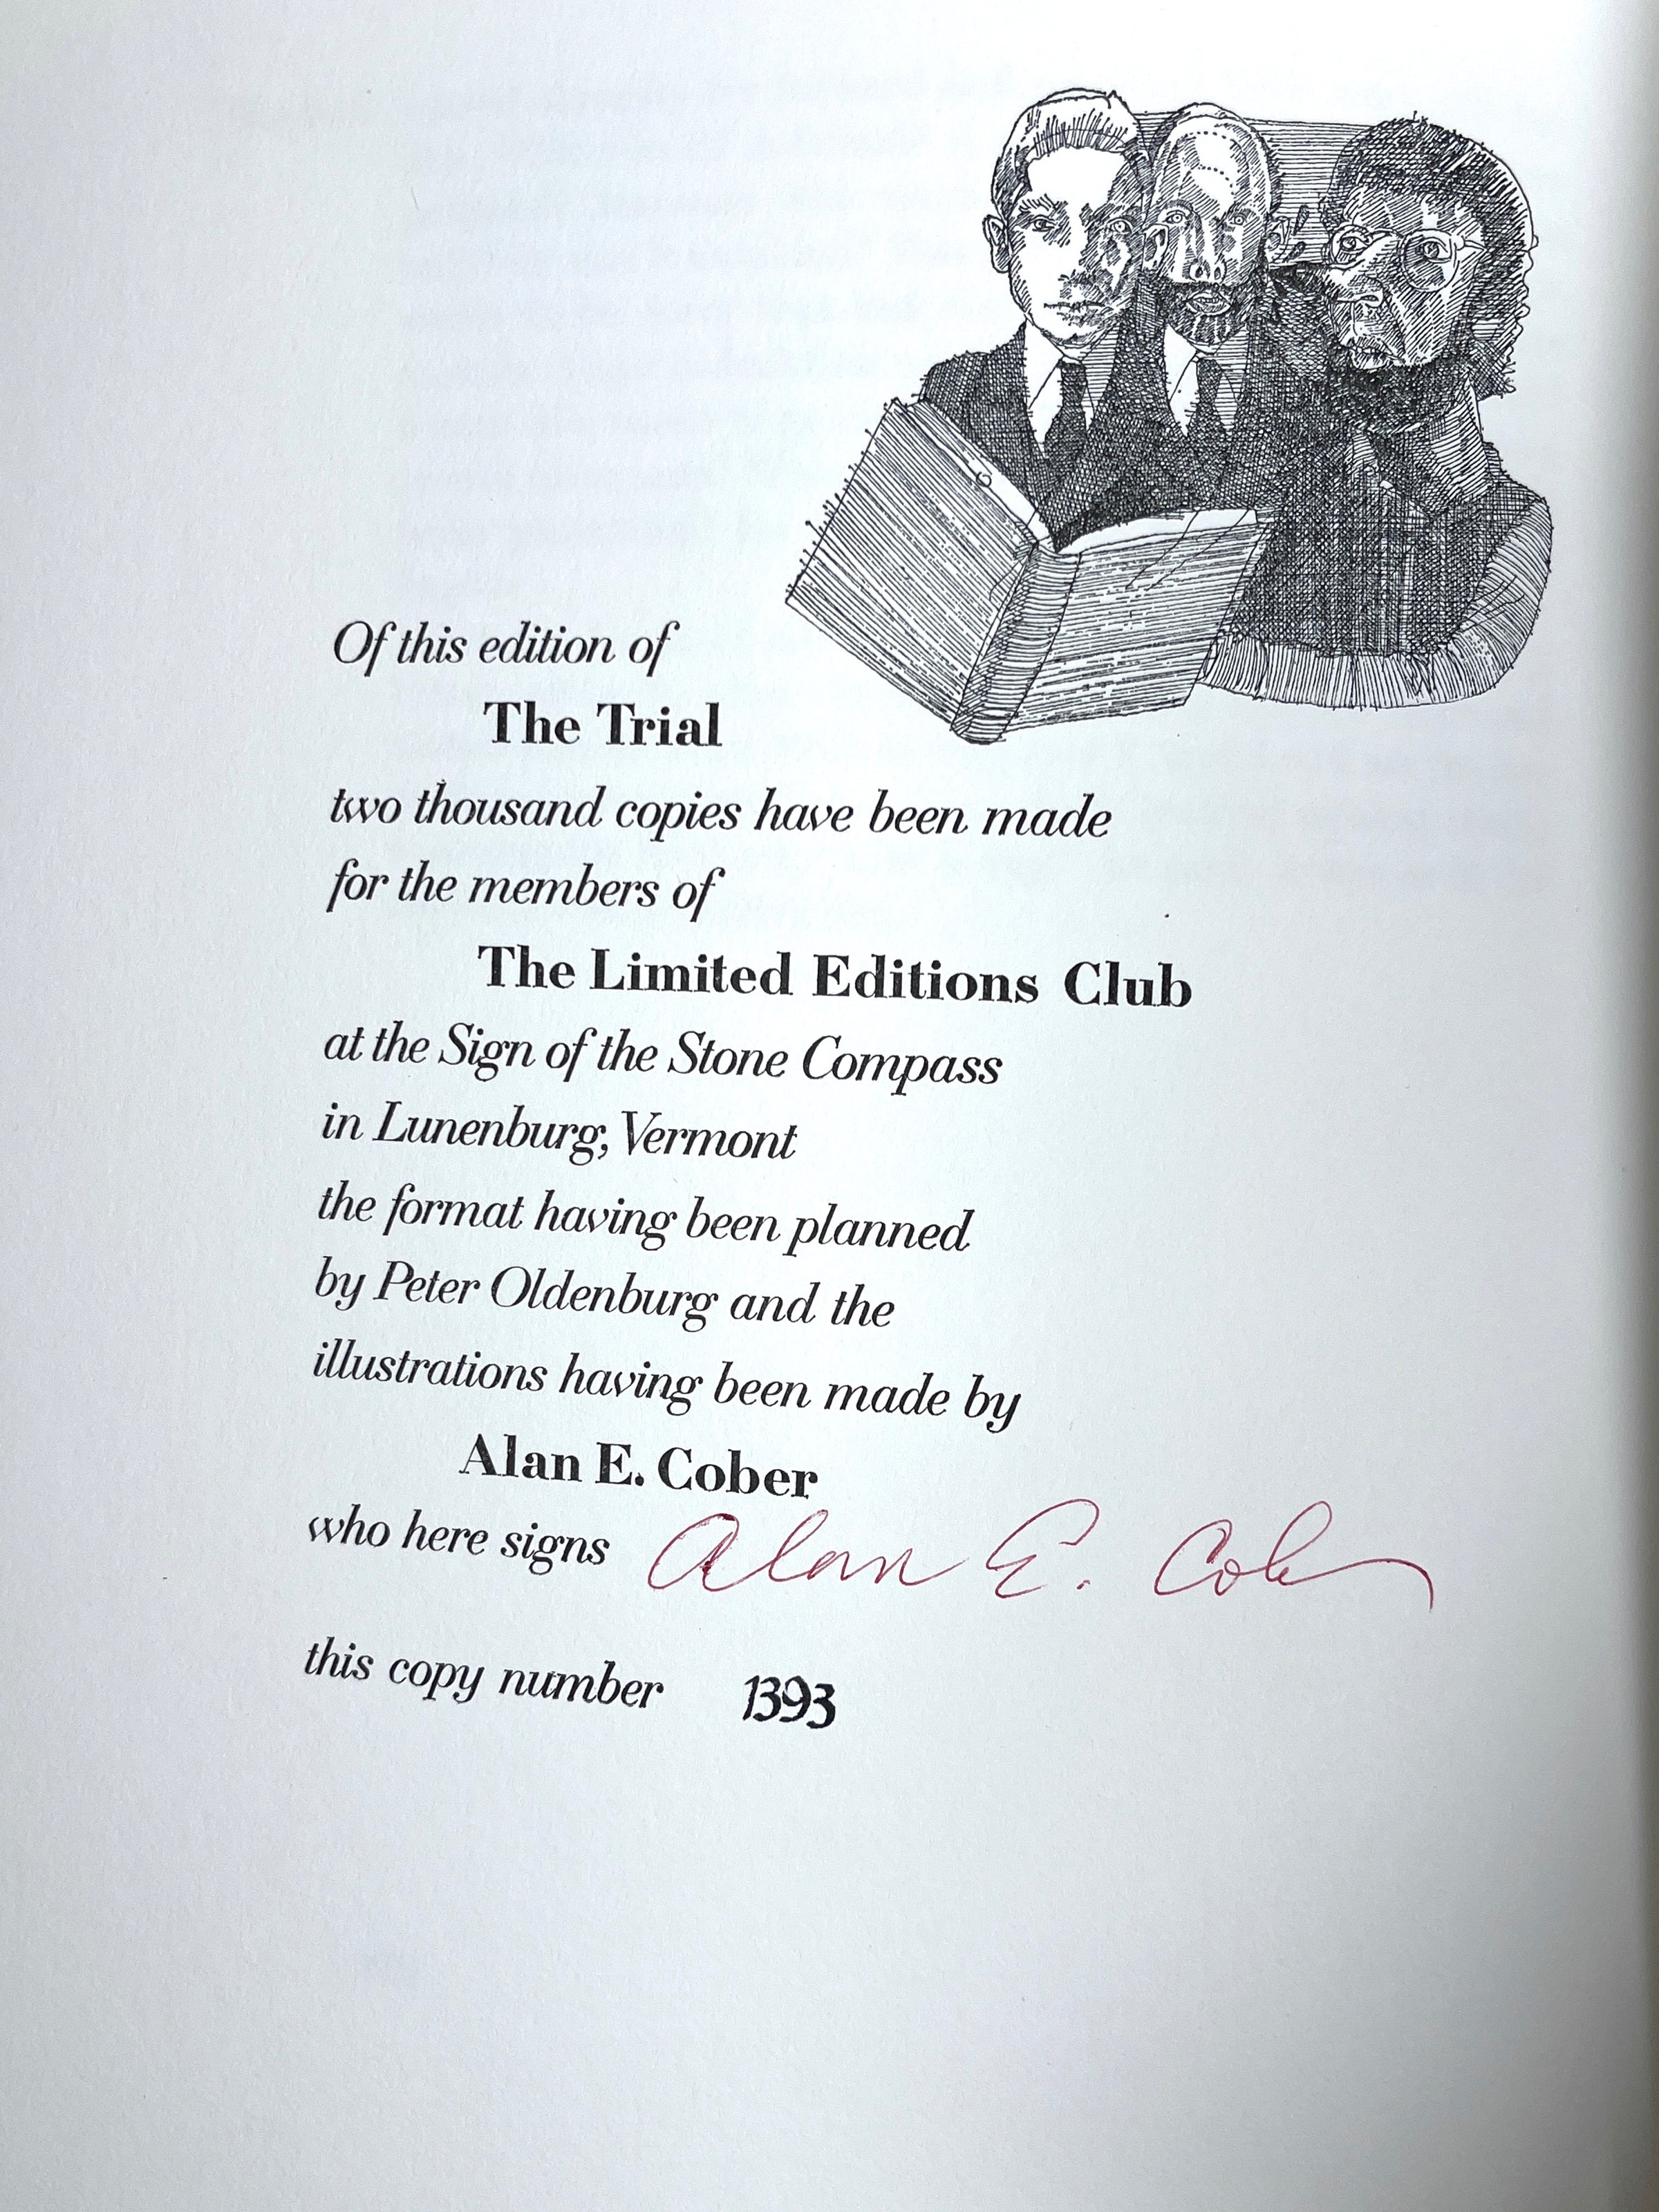 Of this edition of
The Trial
two thousand copies have been made
for the members of
The Limited Editions Club
at the Sign of the Stone Compass
in Lunenburg, Vermont
the format having been planned
by Peter Oldenburg and the
illustrations having been made by
Alan E. Cober
who here signs Alan E. Cober
this copy number 1393